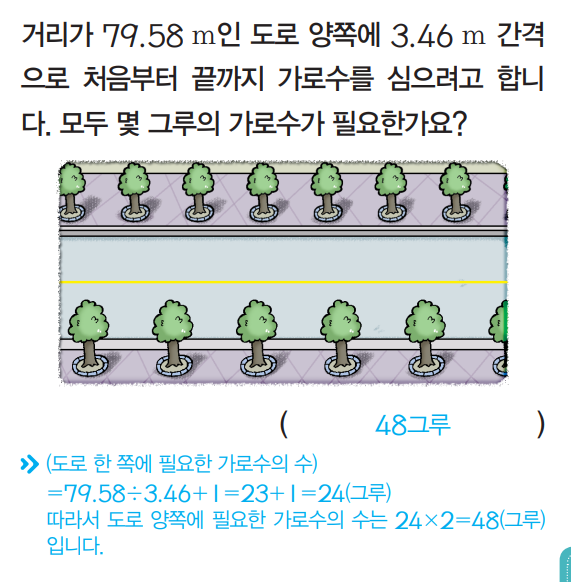 거리가 79.58 m인 도로 양쪽에 3.46 m 간격
으로 처음부터 끝까지 가로수를 심으려고 합니
다. 모두 몇 그루의 가로수가 필요한가요?
( 48그루 )
(도로 한 쪽에 필요한 가로수의 수)
=79.58÷3.46+1=23+1=24(그루)
따라서 도로 양쪽에 필요한 가로수의 수는 24×2=48(그루)
입니다.